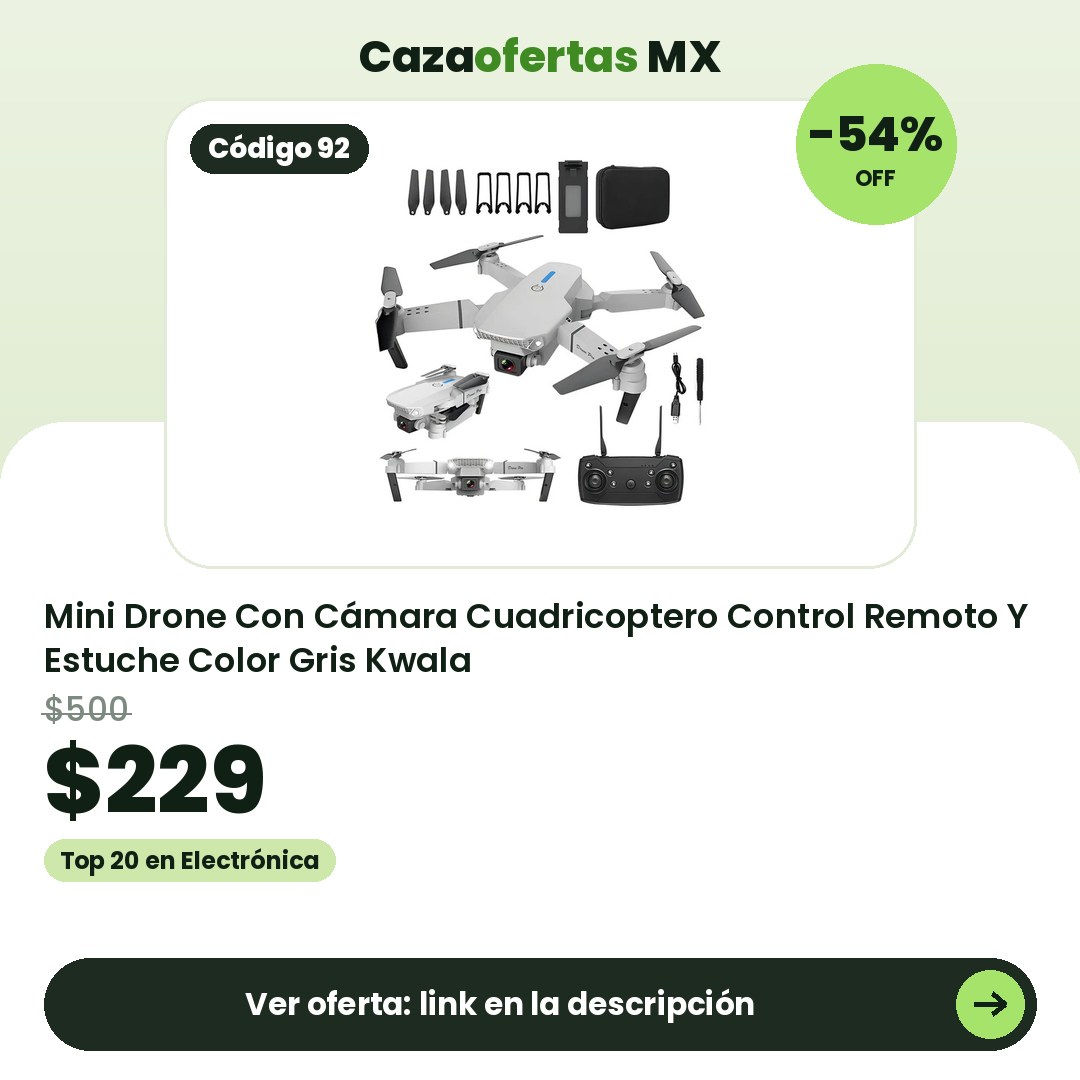 Cazaofertas MX
Código 92
-54%
OFF
Mini Drone Con Cámara Cuadricoptero Control Remoto Y
Estuche Color Gris Kwala
$500
$229
Top 20 en Electrónica
Ver oferta: link en la descripción